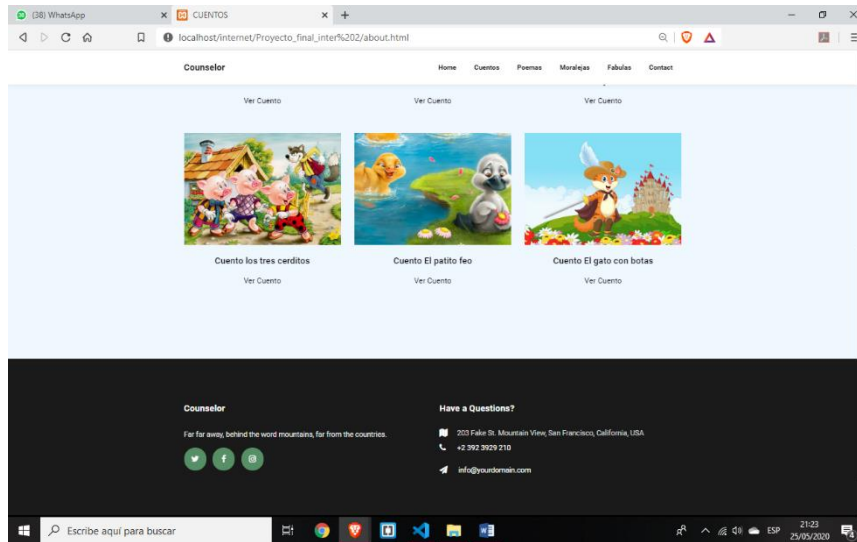 (38) WhatsApp
CUENTOS
localhost/internet/Proyecto_final_inter%202/about.html
Counselor
Home Cuentos Poemas Moralejas Fabulas Contact
Ver Cuento Ver Cuento Ver Cuento
Cuento los tres cerditos Cuento El patito feo Cuento El gato con botas
Ver Cuento Ver Cuento Ver Cuento
Counselor Have a Questions?
Far far away, behind the word mountains, far from the countries.
203 Fake St. Mountain View, San Francisco, California, USA
+2 392 3929 210
info@yourdomain.com
Escribe aquí para buscar
ESP
21:23
25/05/2020
4